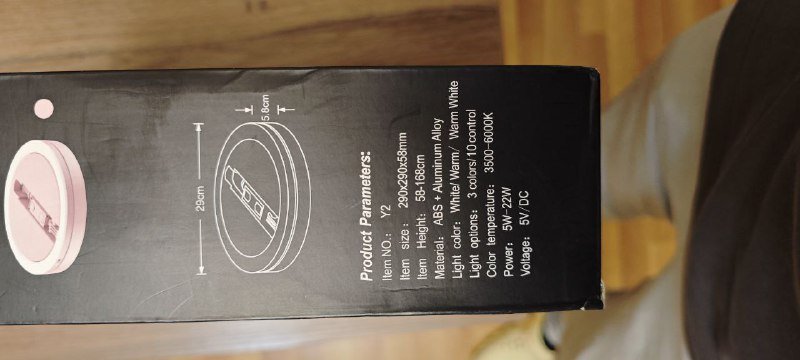 29cm
5.8cm
Product Parameters:
Item NO.: Y2
Item size: 290x290x58mm
Item Height: 58-168cm
Material: ABS + Aluminum Alloy
Light color: White/ Warm/ Warm White
Light options: 3 colors/10 control
Color temperature: 3500-6000K
Power: 5W-22W
Voltage: 5V/DC